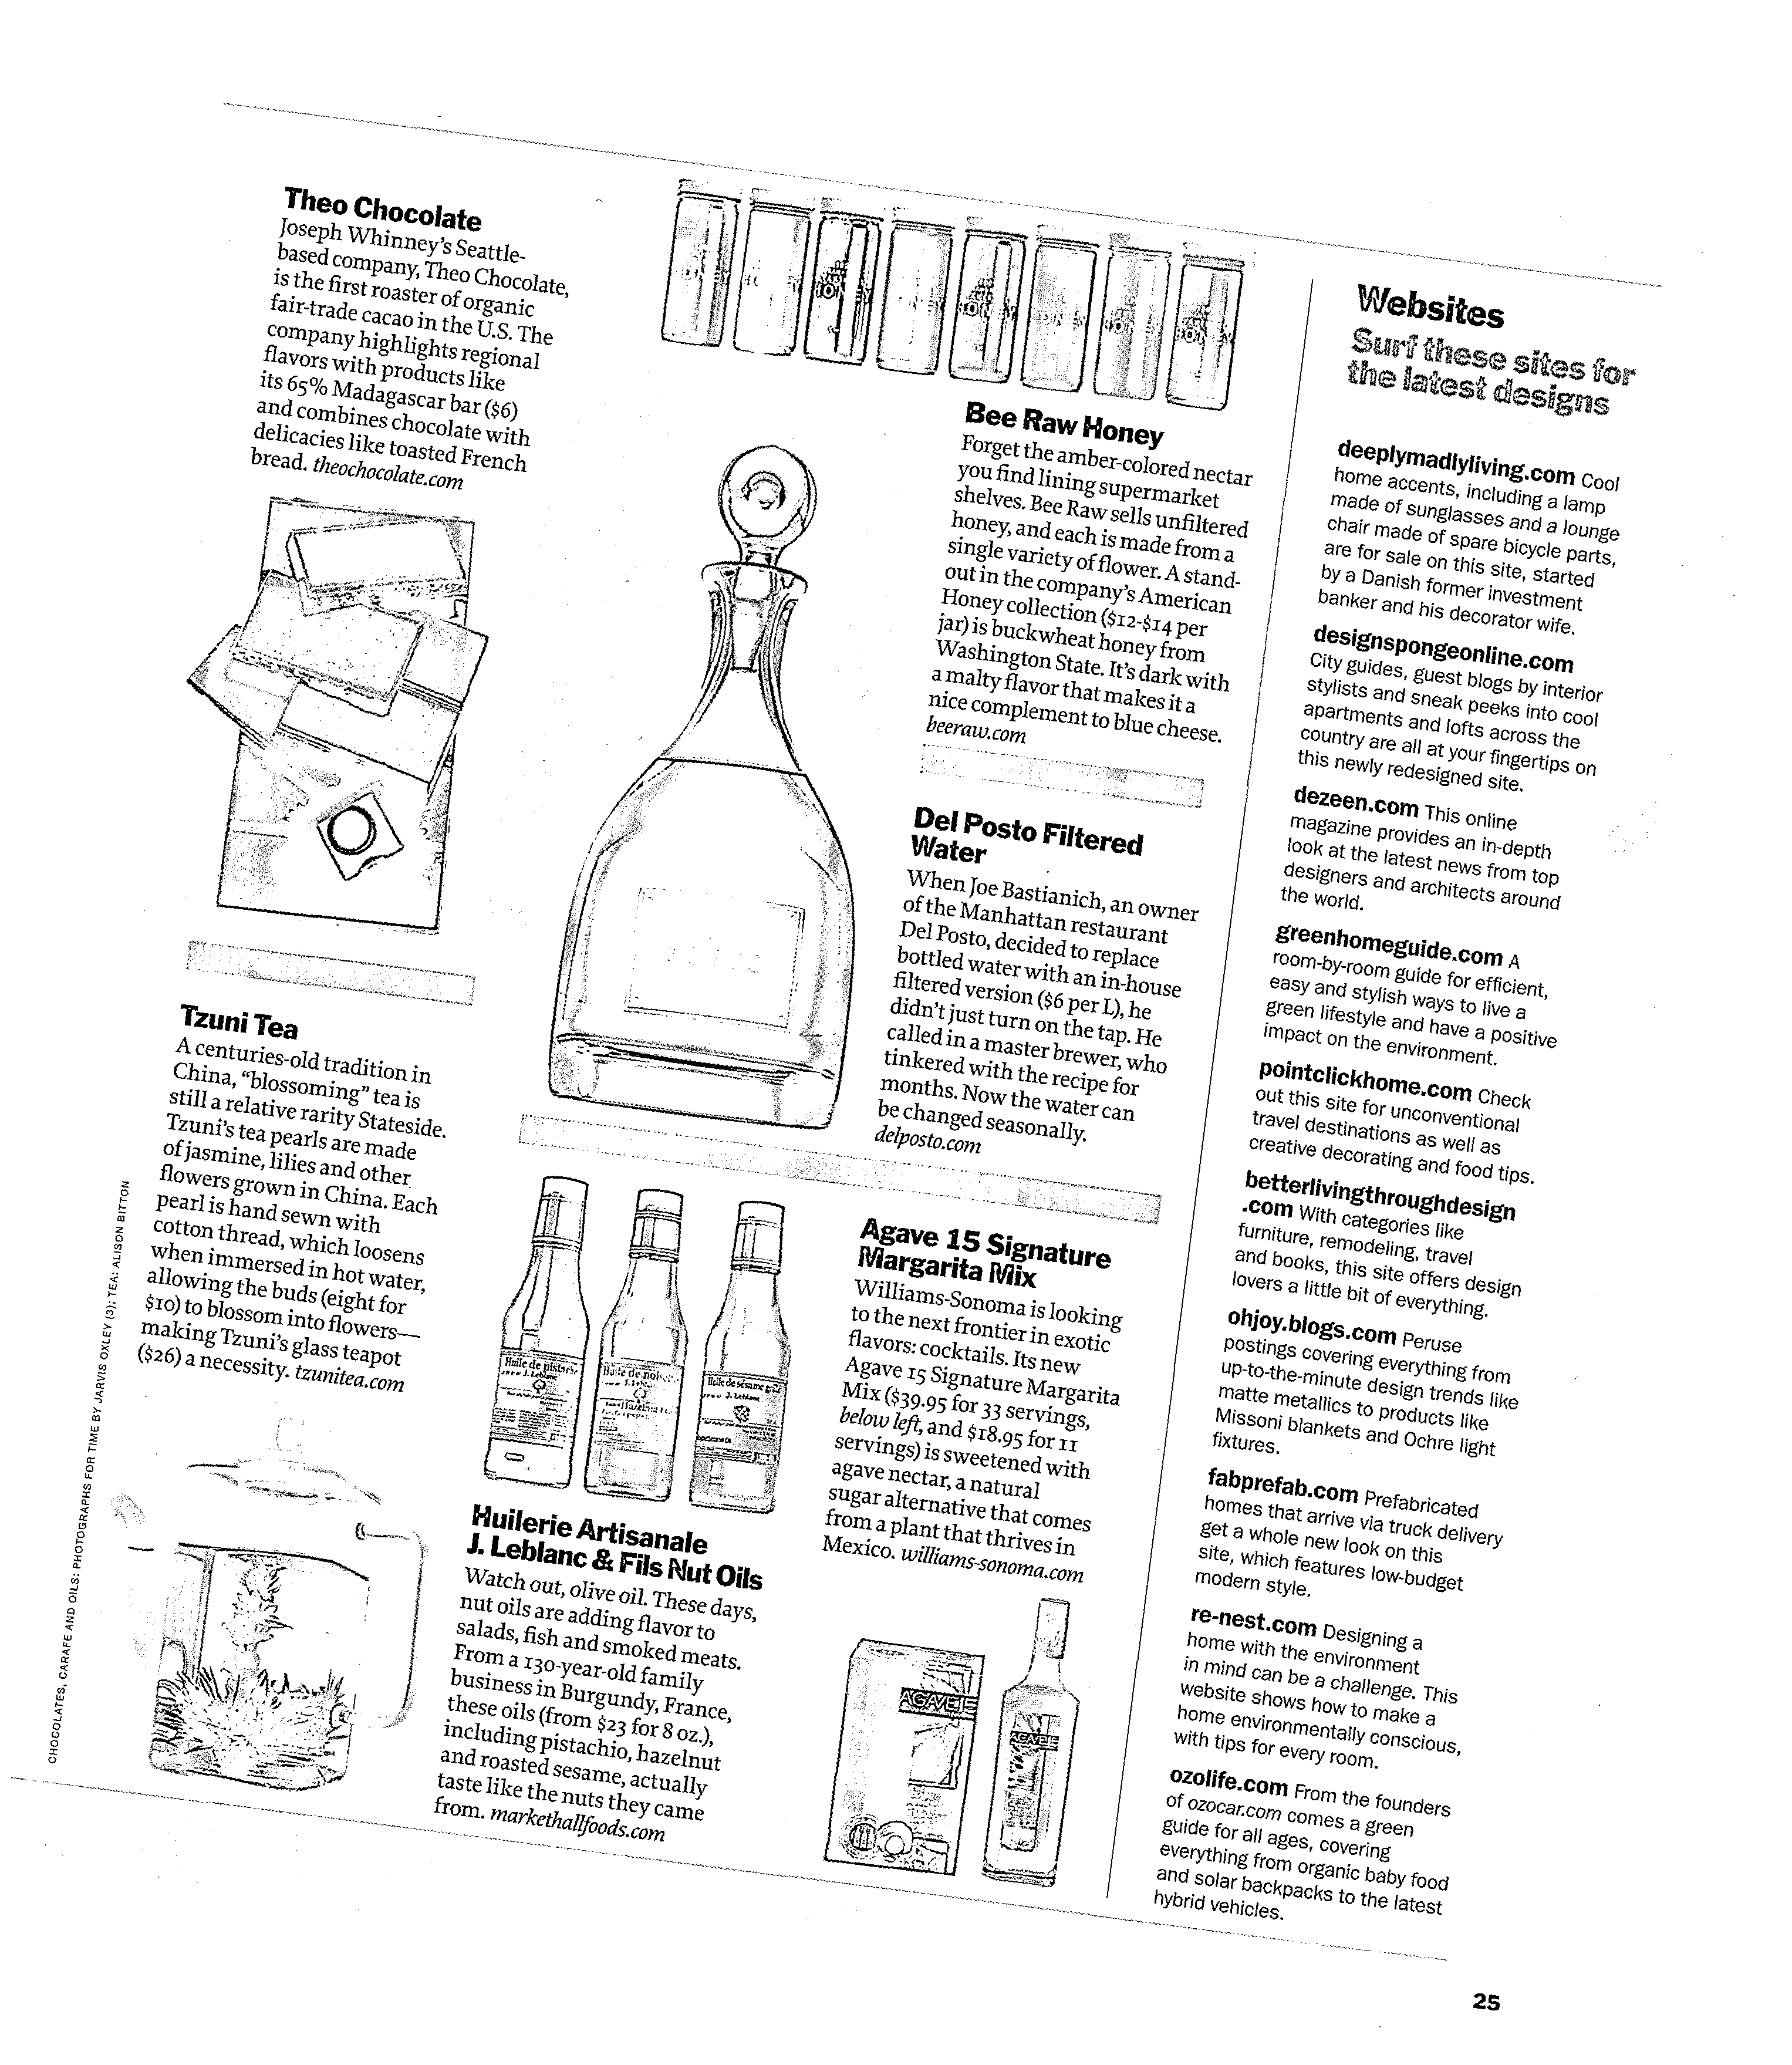 Theo Chocolate
Joseph Whinney's Seattle-
based company, Theo Chocolate,
is the first roaster of organic
fair-trade cacao in the U.S. The
company highlights regional
flavors with products like
its 65% Madagascar bar ($6)
and combines chocolate with
delicacies like toasted French
bread. theochocolate.com
Tzuni Tea
A centuries-old tradition in
China, "blossoming" tea is
still a relative rarity Stateside.
Tzuni's tea pearls are made
of jasmine, lilies and other
flowers grown in China. Each
pearl is hand sewn with
cotton thread, which loosens
when immersed in hot water,
allowing the buds (eight for
$10) to blossom into flowers—
making Tzuni's glass teapot
($26) a necessity. tzunitea.com
CHOCOLATES, CARAFE AND OILS: PHOTOGRAPHS FOR TIME BY JARVIS OXLEY (3); TEA: ALISON BITTON
Bee Raw Honey
Forget the amber-colored nectar
you find lining supermarket
shelves. Bee Raw sells unfiltered
honey, and each is made from a
single variety of flower. A stand-
out in the company's American
Honey collection ($12-$14 per
jar) is buckwheat honey from
Washington State. It's dark with
a malty flavor that makes it a
nice complement to blue cheese.
beeraw.com
Del Posto Filtered
Water
When Joe Bastianich, an owner
of the Manhattan restaurant
Del Posto, decided to replace
bottled water with an in-house
filtered version ($6 per L), he
didn't just turn on the tap. He
called in a master brewer, who
tinkered with the recipe for
months. Now the water can
be changed seasonally.
delposto.com
Huile de pistache
J. Leblanc
Huile de
Huile de sésame
J. Leblanc
Huilerie Artisanale
J. Leblanc & Fils Nut Oils
Watch out, olive oil. These days,
nut oils are adding flavor to
salads, fish and smoked meats.
From a 130-year-old family
business in Burgundy, France,
these oils (from $23 for 8 oz.),
including pistachio, hazelnut
and roasted sesame, actually
taste like the nuts they came
from. markethallfoods.com
Agave 15 Signature
Margarita Mix
Williams-Sonoma is looking
to the next frontier in exotic
flavors: cocktails. Its new
Agave 15 Signature Margarita
Mix ($39.95 for 33 servings,
below left, and $18.95 for 11
servings) is sweetened with
agave nectar, a natural
sugar alternative that comes
from a plant that thrives in
Mexico. williams-sonoma.com
AGAVE 15
AGAVE 15
Websites
Surf these sites for
the latest designs
deeplymadlyliving.com Cool
home accents, including a lamp
made of sunglasses and a lounge
chair made of spare bicycle parts,
are for sale on this site, started
by a Danish former investment
banker and his decorator wife.
designspongeonline.com
City guides, guest blogs by interior
stylists and sneak peeks into cool
apartments and lofts across the
country are all at your fingertips on
this newly redesigned site.
dezeen.com This online
magazine provides an in-depth
look at the latest news from top
designers and architects around
the world.
greenhomeguide.com A
room-by-room guide for efficient,
easy and stylish ways to live a
green lifestyle and have a positive
impact on the environment.
pointclickhome.com Check
out this site for unconventional
travel destinations as well as
creative decorating and food tips.
betterlivingthroughdesign
.com With categories like
furniture, remodeling, travel
and books, this site offers design
lovers a little bit of everything.
ohjoy.blogs.com Peruse
postings covering everything from
up-to-the-minute design trends like
matte metallics to products like
Missoni blankets and Ochre light
fixtures.
fabprefab.com Prefabricated
homes that arrive via truck delivery
get a whole new look on this
site, which features low-budget
modern style.
re-nest.com Designing a
home with the environment
in mind can be a challenge. This
website shows how to make a
home environmentally conscious,
with tips for every room.
ozolife.com From the founders
of ozocar.com comes a green
guide for all ages, covering
everything from organic baby food
and solar backpacks to the latest
hybrid vehicles.
25